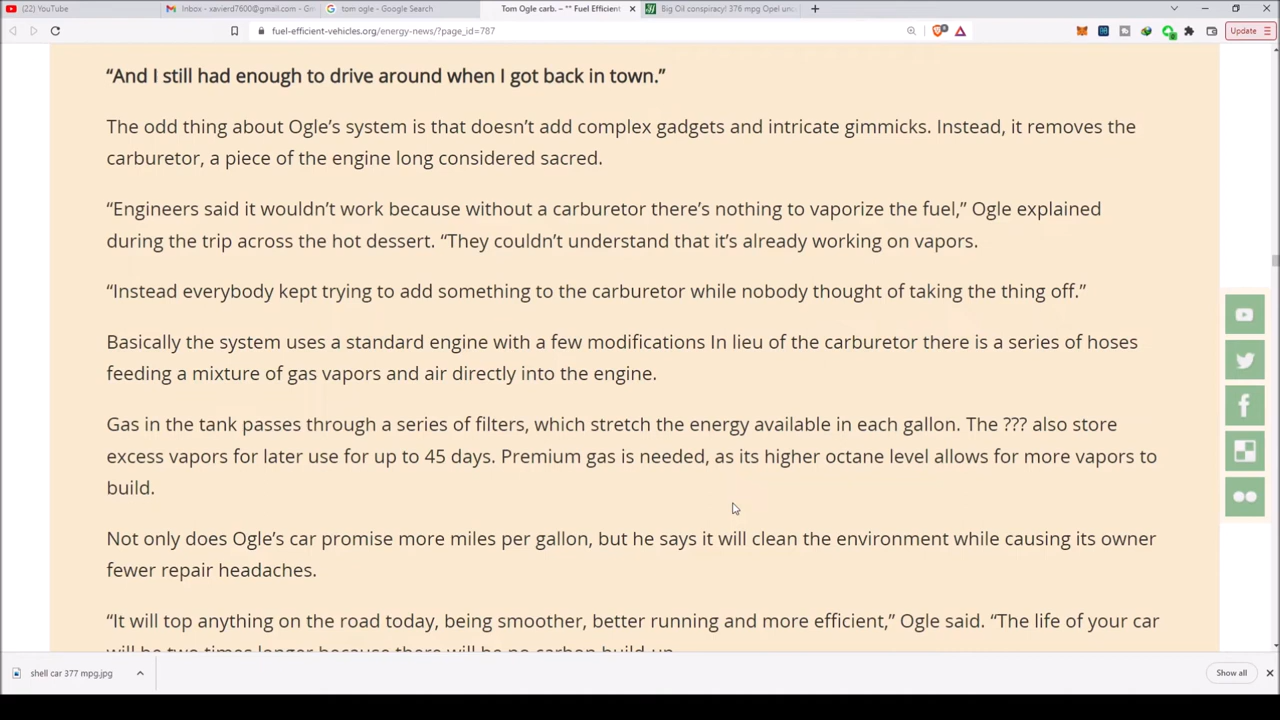 (22) YouTube
Inbox - xavierd7600@gmail.com - Gm
tom ogle - Google Search
Tom Ogle carb. – ** Fuel Efficient
Big Oil conspiracy! 376 mpg Opel unc
fuel-efficient-vehicles.org/energy-news/?page_id=787
Update
“And I still had enough to drive around when I got back in town.”
The odd thing about Ogle’s system is that doesn’t add complex gadgets and intricate gimmicks. Instead, it removes the
carburetor, a piece of the engine long considered sacred.
“Engineers said it wouldn’t work because without a carburetor there’s nothing to vaporize the fuel,” Ogle explained
during the trip across the hot dessert. “They couldn’t understand that it’s already working on vapors.
“Instead everybody kept trying to add something to the carburetor while nobody thought of taking the thing off.”
Basically the system uses a standard engine with a few modifications In lieu of the carburetor there is a series of hoses
feeding a mixture of gas vapors and air directly into the engine.
Gas in the tank passes through a series of filters, which stretch the energy available in each gallon. The ??? also store
excess vapors for later use for up to 45 days. Premium gas is needed, as its higher octane level allows for more vapors to
build.
Not only does Ogle’s car promise more miles per gallon, but he says it will clean the environment while causing its owner
fewer repair headaches.
“It will top anything on the road today, being smoother, better running and more efficient,” Ogle said. “The life of your car
will be two times longer because there will be no carbon build-up
shell car 377 mpg.jpg
Show all